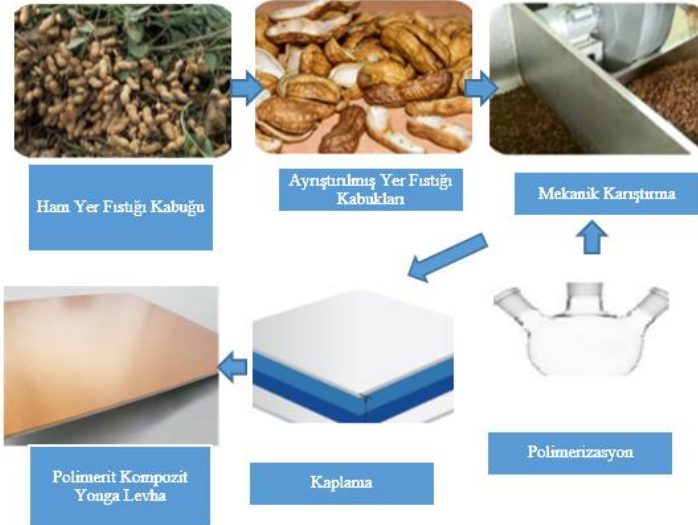 Ham Yer Fıstığı Kabuğu
Ayrıştırılmış Yer Fıstığı
Kabukları
Mekanik Karıştırma
Polimerizasyon
Kaplama
Polimerit Kompozit
Yonga Levha